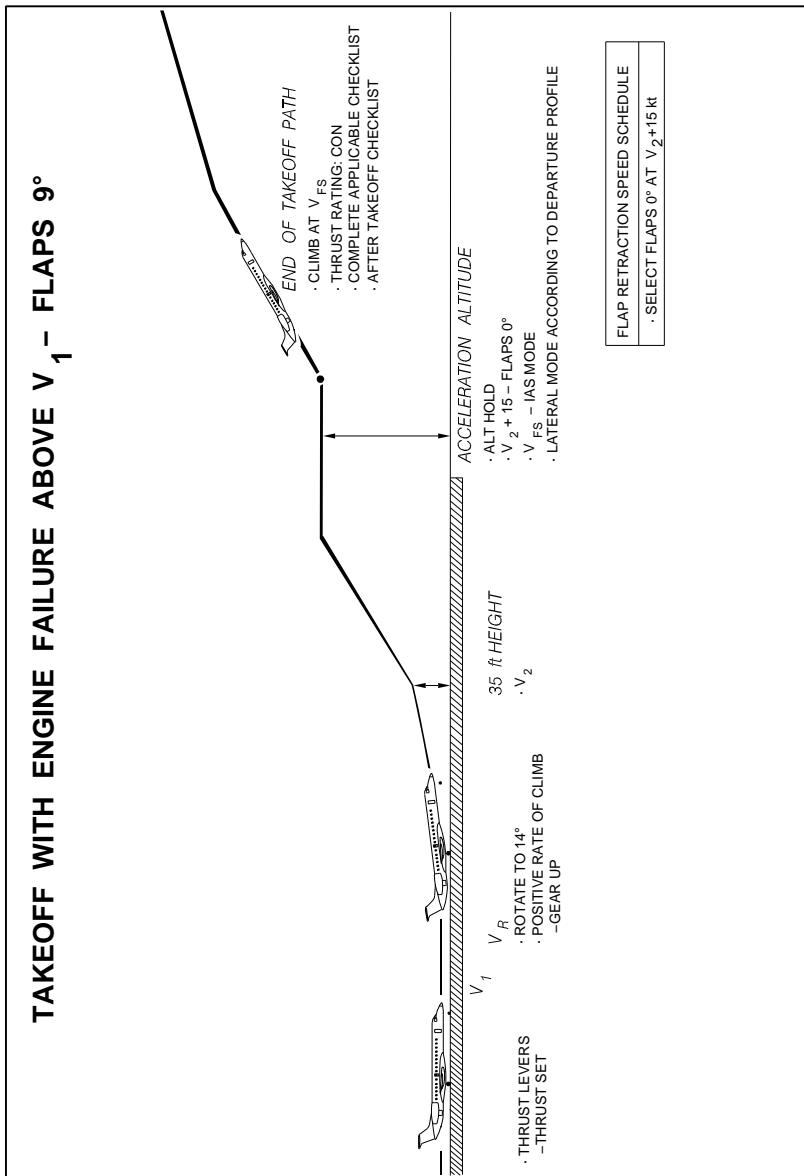 TAKEOFF WITH ENGINE FAILURE ABOVE V1 – FLAPS 9°
· THRUST LEVERS
–THRUST SET
V1
VR
· ROTATE TO 14°
· POSITIVE RATE OF CLIMB
–GEAR UP
35 ft HEIGHT
· V2
ACCELERATION ALTITUDE
· ALT HOLD
· V2 + 15 – FLAPS 0°
· VFS – IAS MODE
· LATERAL MODE ACCORDING TO DEPARTURE PROFILE
END OF TAKEOFF PATH
· CLIMB AT VFS
· THRUST RATING: CON
· COMPLETE APPLICABLE CHECKLIST
· AFTER TAKEOFF CHECKLIST
FLAP RETRACTION SPEED SCHEDULE
· SELECT FLAPS 0° AT V2+15 kt